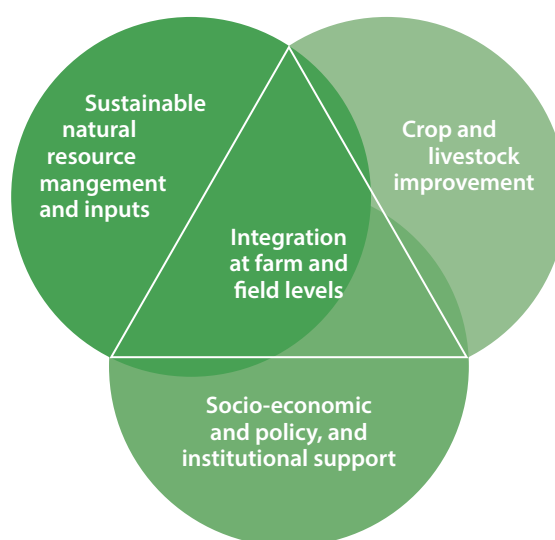 Sustainable
natural
resource
mangement
and inputs
Crop and
livestock
improvement
Integration
at farm and
field levels
Socio-economic
and policy, and
institutional support